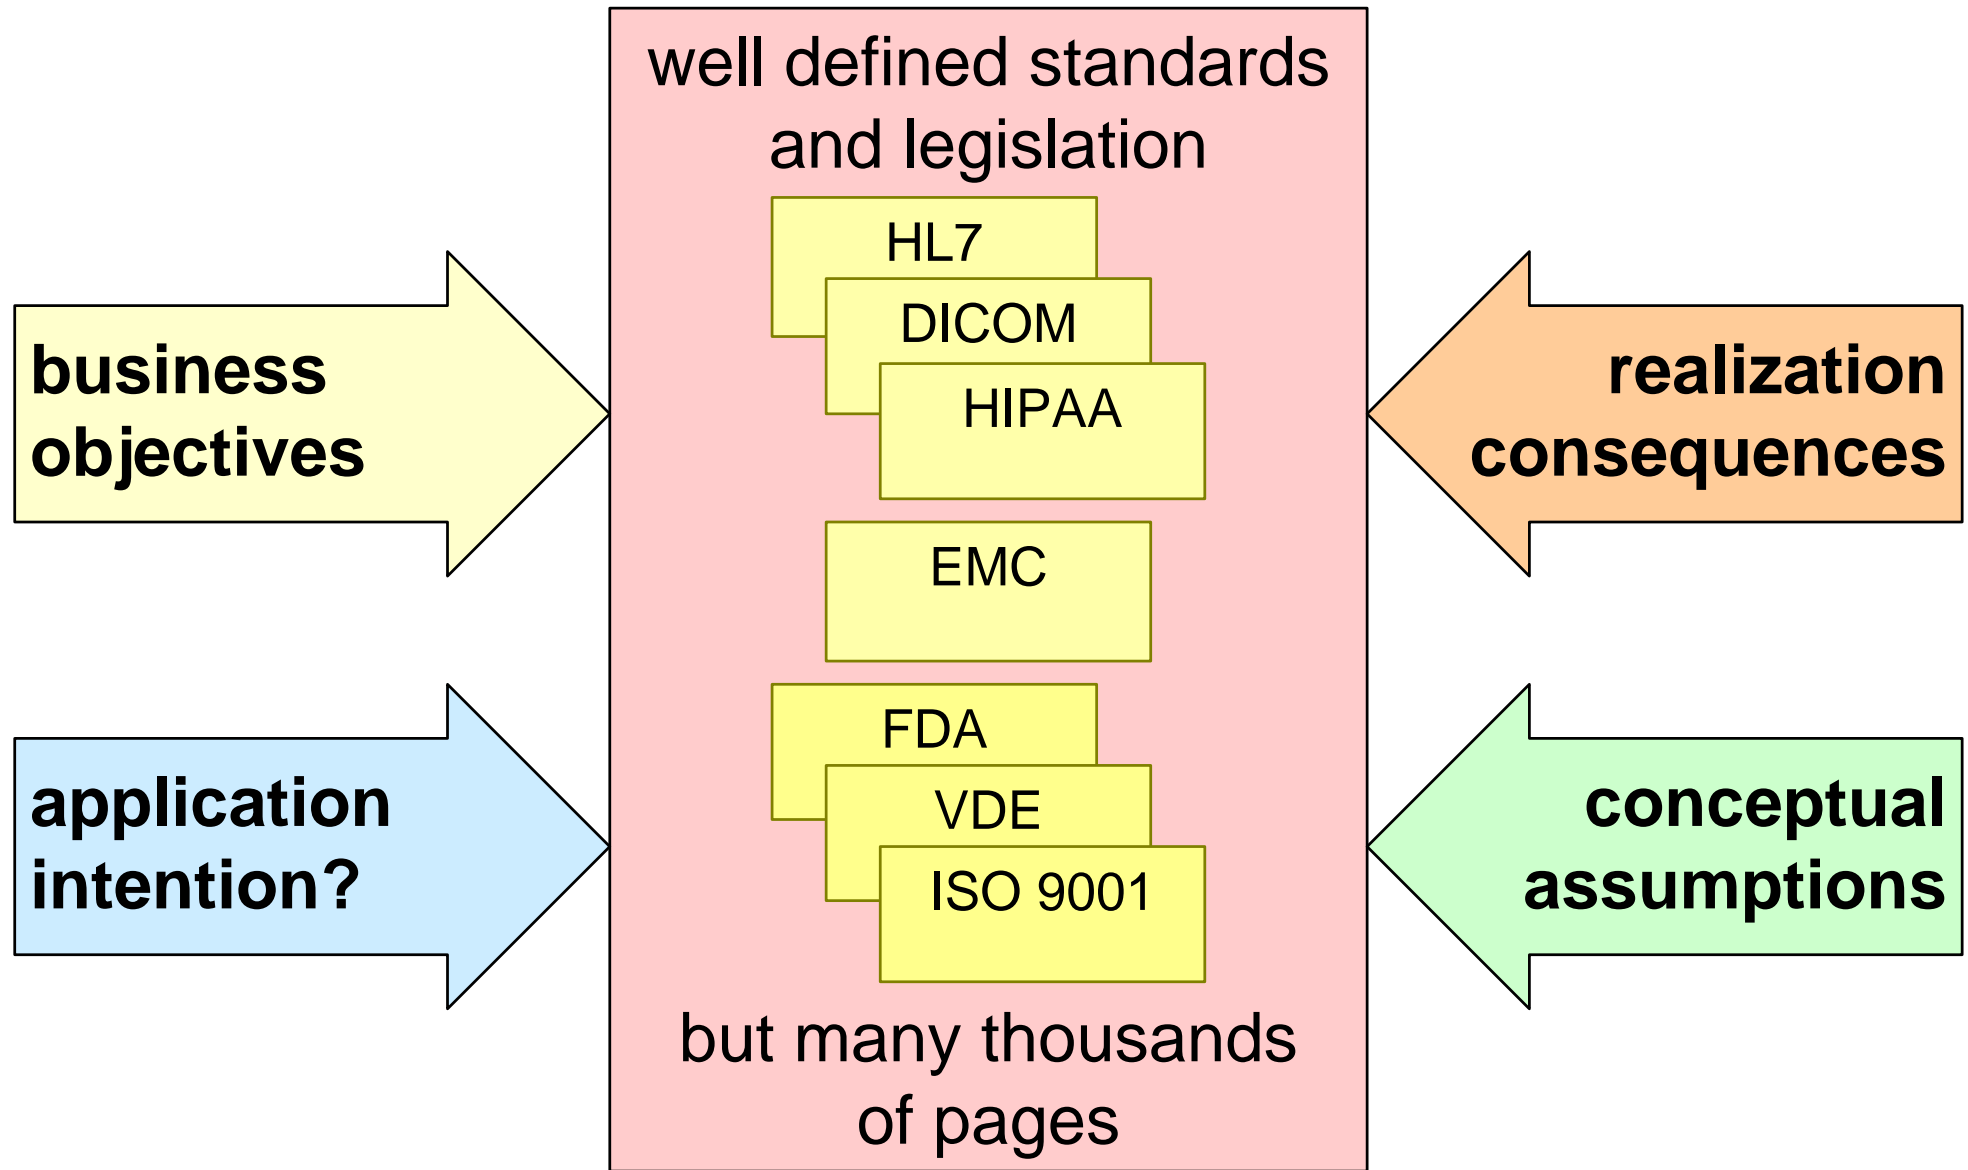 well defined standards
and legislation
HL7
DICOM
HIPAA
EMC
FDA
VDE
ISO 9001
but many thousands
of pages
business
objectives
application
intention?
realization
consequences
conceptual
assumptions